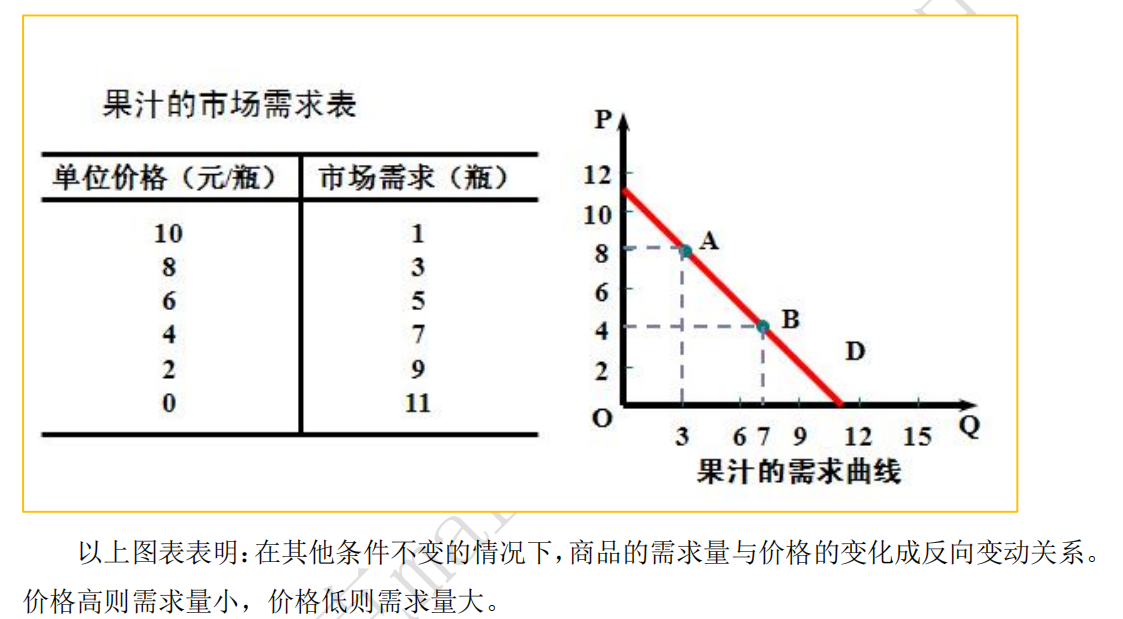 果汁的市场需求表
单位价格（元/瓶） 市场需求（瓶）
10 1
8 3
6 5
4 7
2 9
0 11
P
12
10
8
6
4
2
O
A
B
D
3 6 7 9 12 15 Q
果汁的需求曲线
以上图表表明：在其他条件不变的情况下，商品的需求量与价格的变化成反向变动关系。
价格高则需求量小，价格低则需求量大。